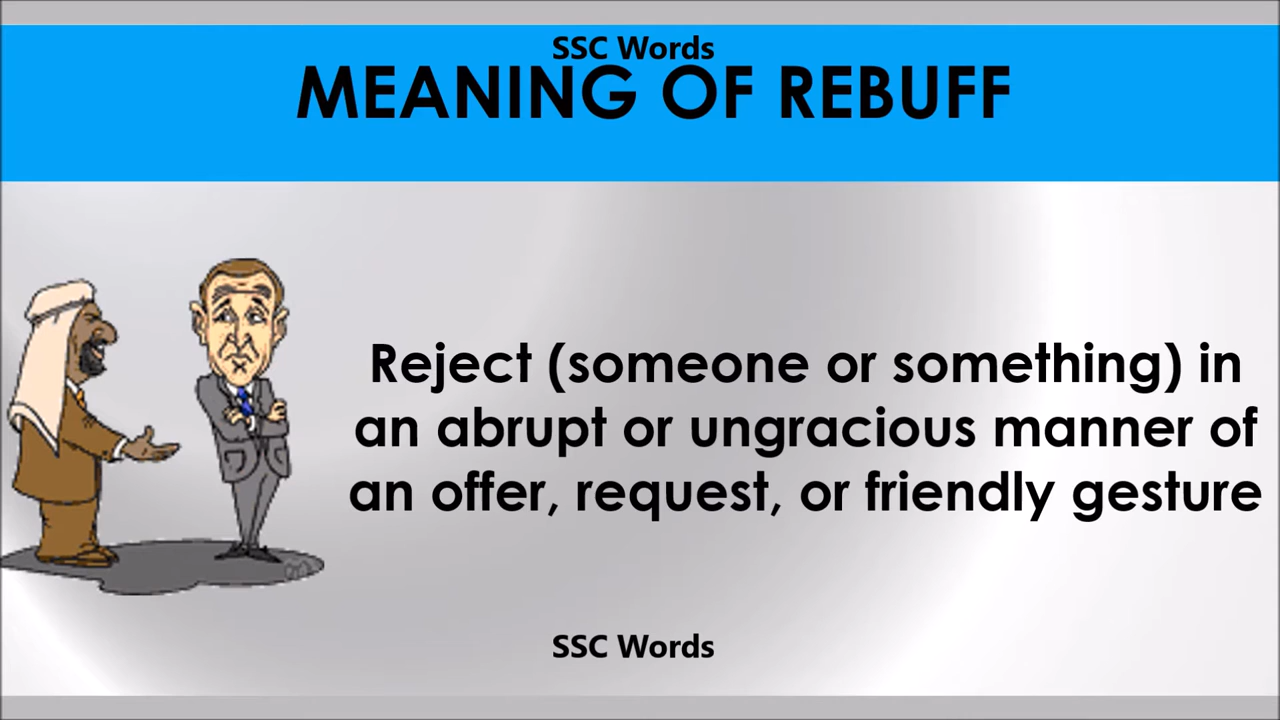 SSC Words
MEANING OF REBUFF
Reject (someone or something) in
an abrupt or ungracious manner of
an offer, request, or friendly gesture
SSC Words